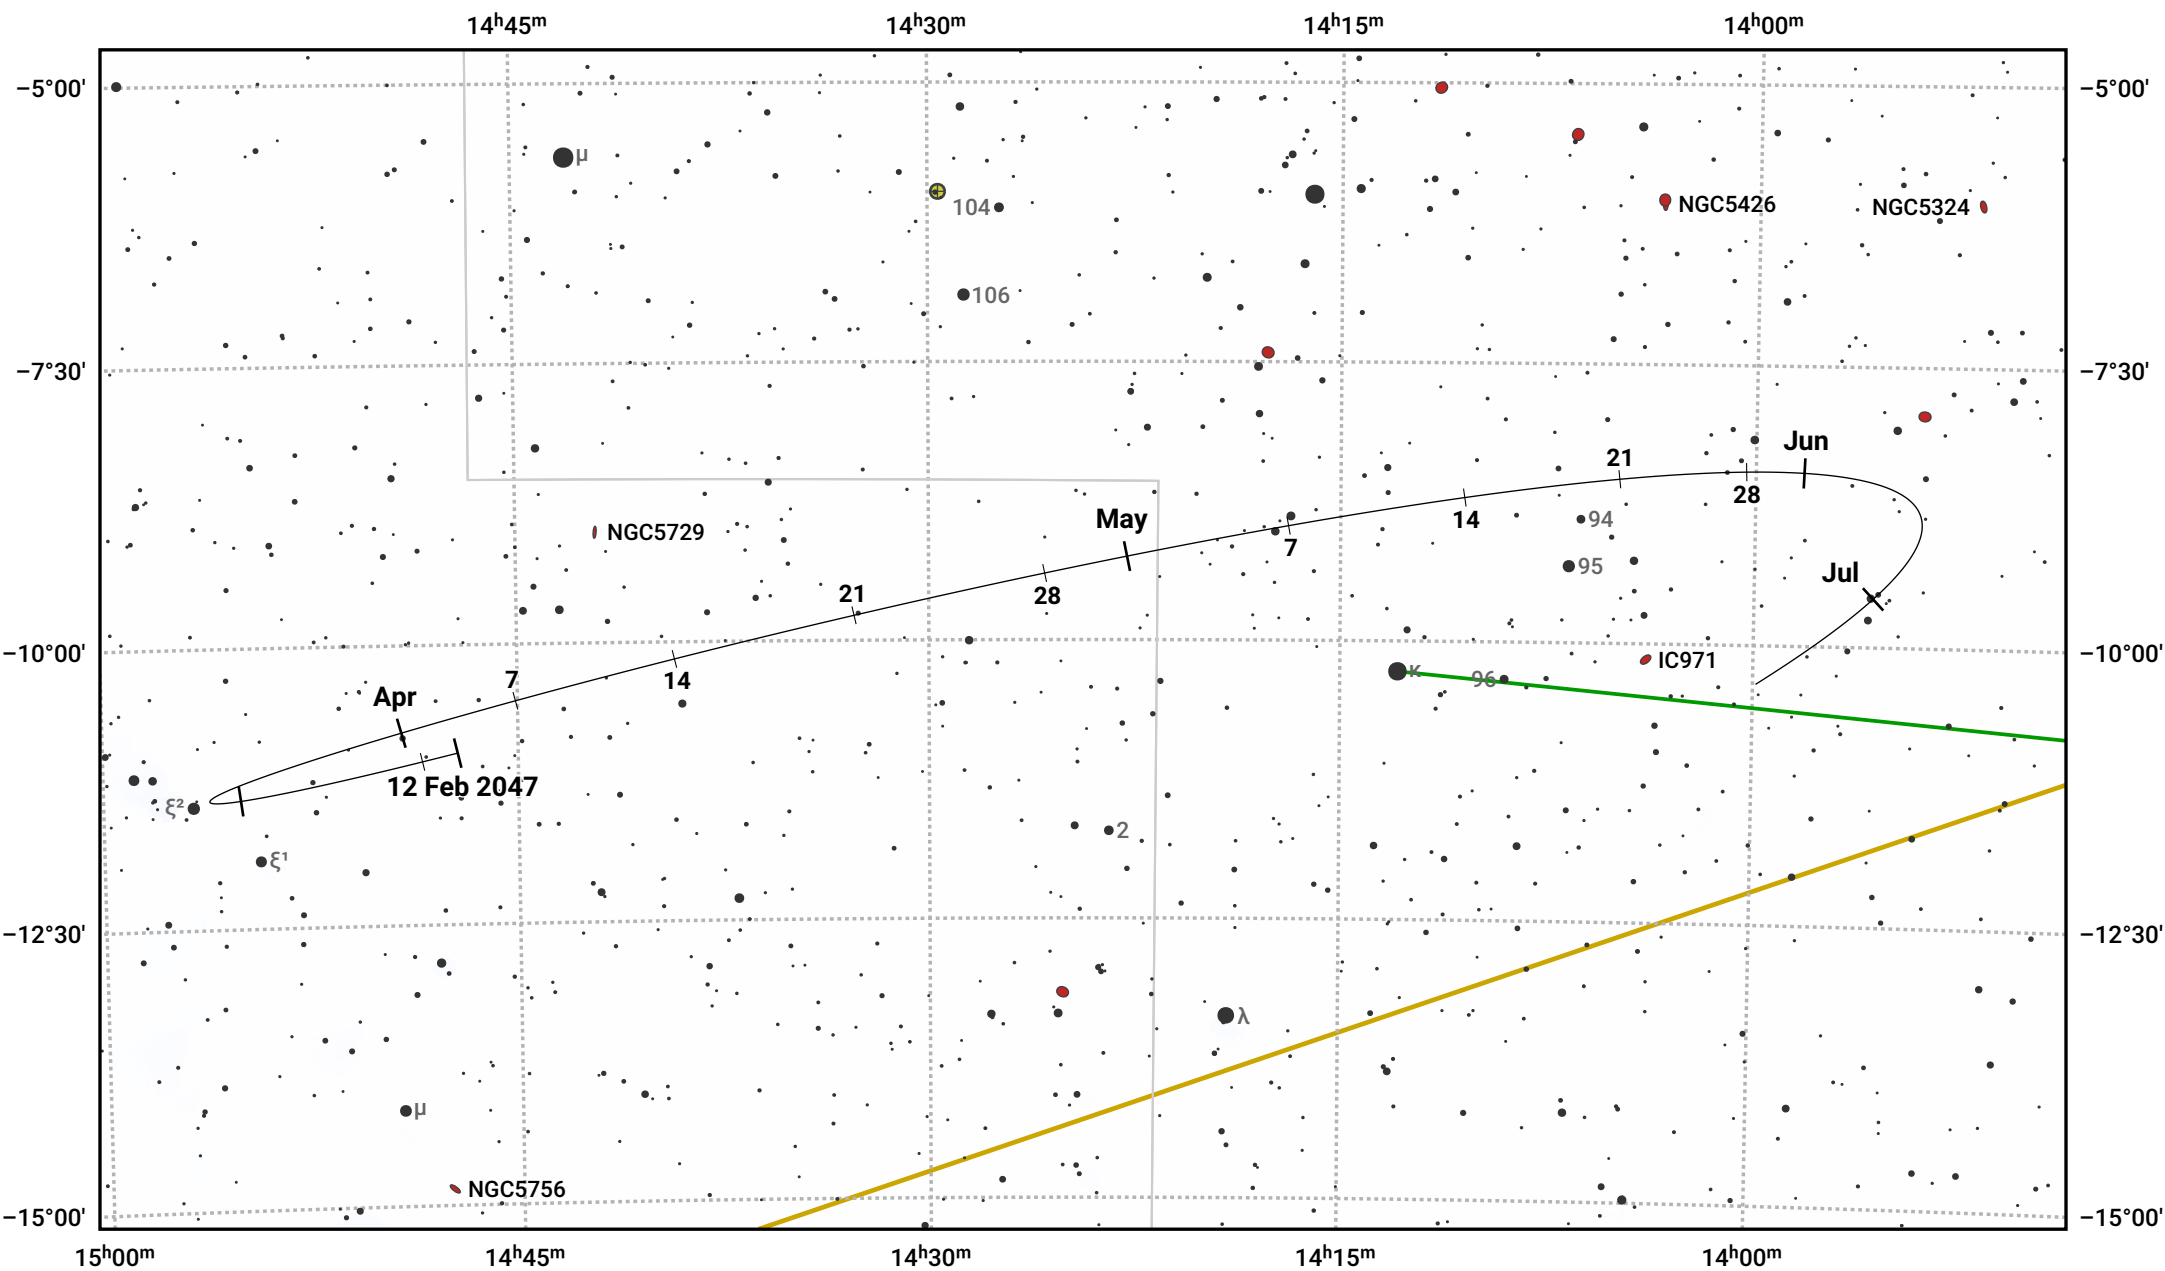 14ʰ45ᵐ 14ʰ30ᵐ 14ʰ15ᵐ 14ʰ00ᵐ
−5°00' −5°00'
μ
104 NGC5426 NGC5324
106
−7°30' −7°30'
Jun
21
28
May 14 94
NGC5729 7
95
Jul
21 28
−10°00' IC971 −10°00'
7 14 κ 96
Apr
12 Feb 2047
ξ²
2
ξ¹
−12°30' −12°30'
λ
μ
NGC5756
−15°00' −15°00'
15ʰ00ᵐ 14ʰ45ᵐ 14ʰ30ᵐ 14ʰ15ᵐ 14ʰ00ᵐ